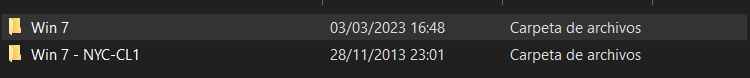 Win 7 03/03/2023 16:48 Carpeta de archivos
Win 7 - NYC-CL1 28/11/2013 23:01 Carpeta de archivos